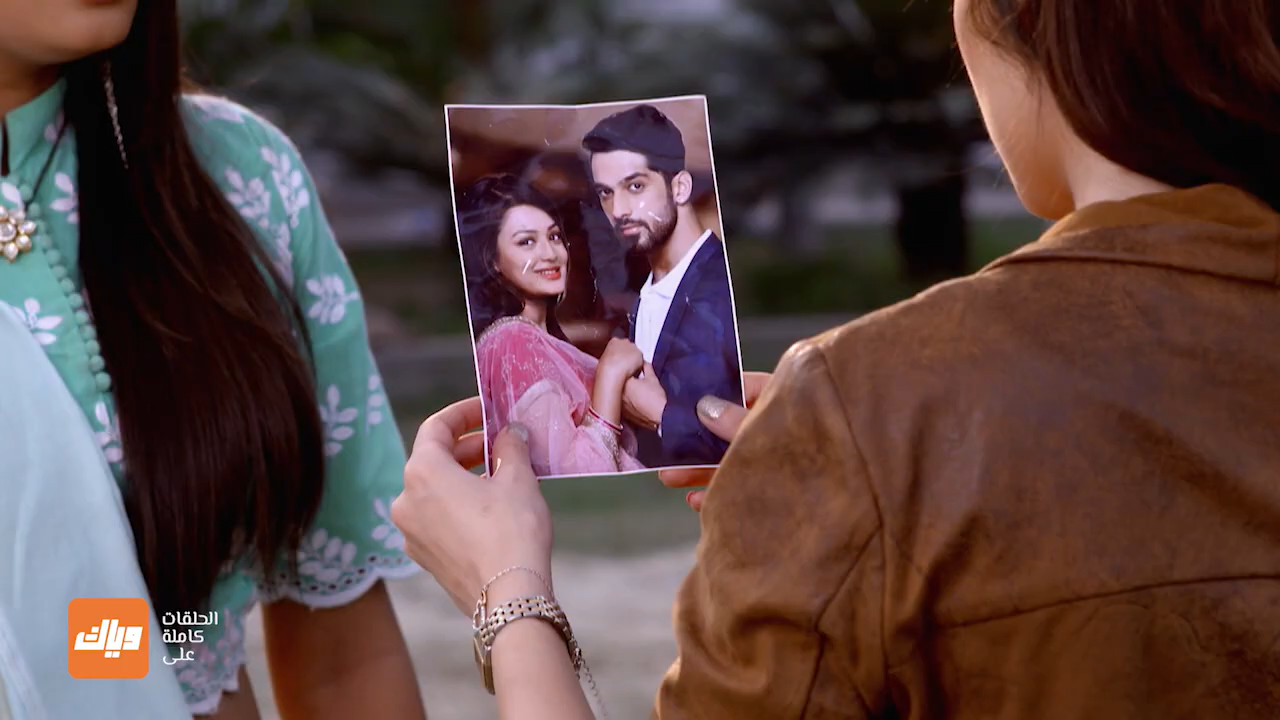 وياك
الحلقات
كاملة
على